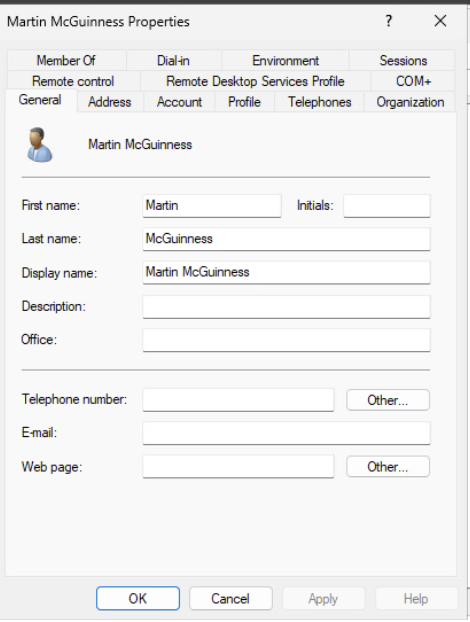 Martin McGuinness Properties ?
Member Of Dial-in Environment Sessions
Remote control Remote Desktop Services Profile COM+
General Address Account Profile Telephones Organization
Martin McGuinness
First name: Martin Initials:
Last name: McGuinness
Display name: Martin McGuinness
Description:
Office:
Telephone number: Other...
E-mail:
Web page: Other...
OK Cancel Apply Help